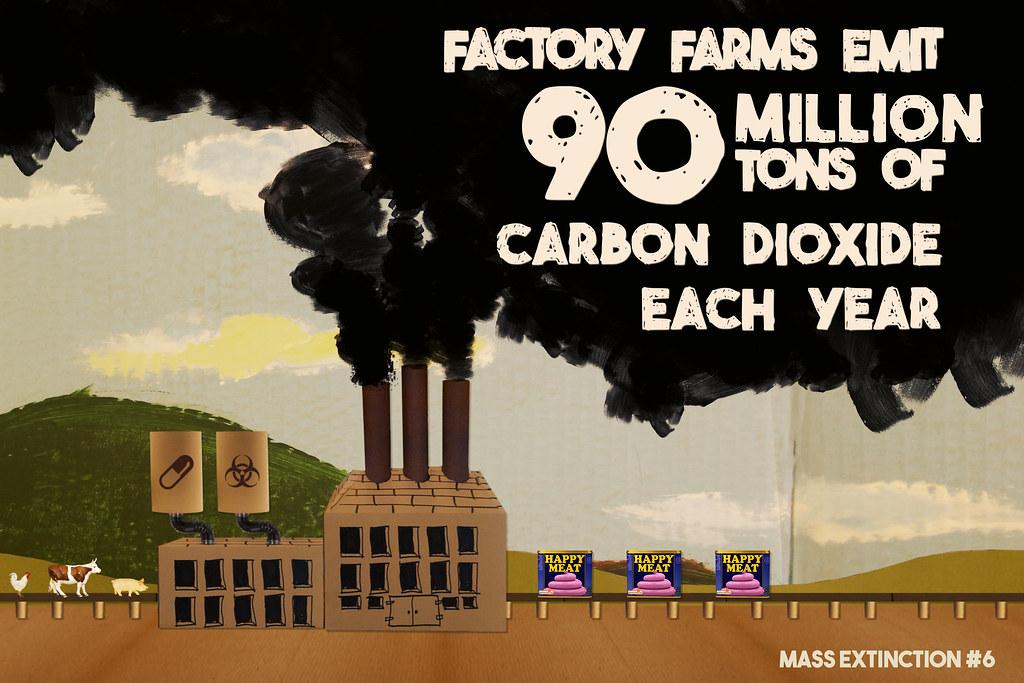 FACTORY FARMS EMIT
90 MILLION
TONS OF
CARBON DIOXIDE
EACH YEAR
HAPPY
MEAT
HAPPY
MEAT
HAPPY
MEAT
MASS EXTINCTION #6